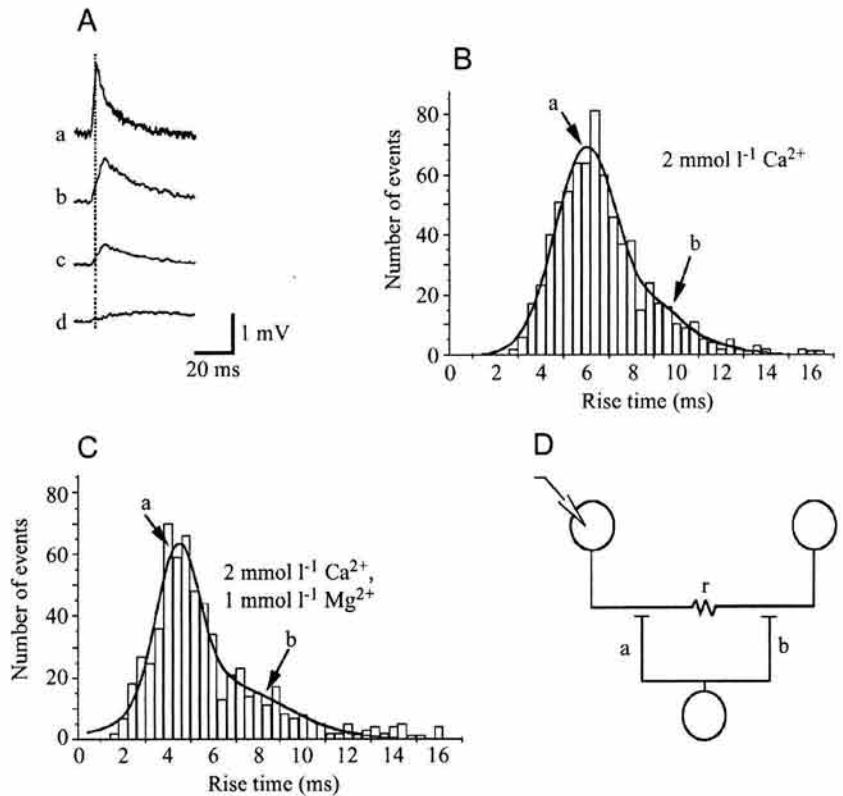 A
a
b
c
d
1 mV
20 ms
B
Number of events
80
60
40
20
0
a
b
2 mmol l⁻¹ Ca²⁺
0 2 4 6 8 10 12 14 16
Rise time (ms)
C
Number of events
80
60
40
20
0
a
b
2 mmol l⁻¹ Ca²⁺,
1 mmol l⁻¹ Mg²⁺
2 4 6 8 10 12 14 16
Rise time (ms)
D
r
a
b